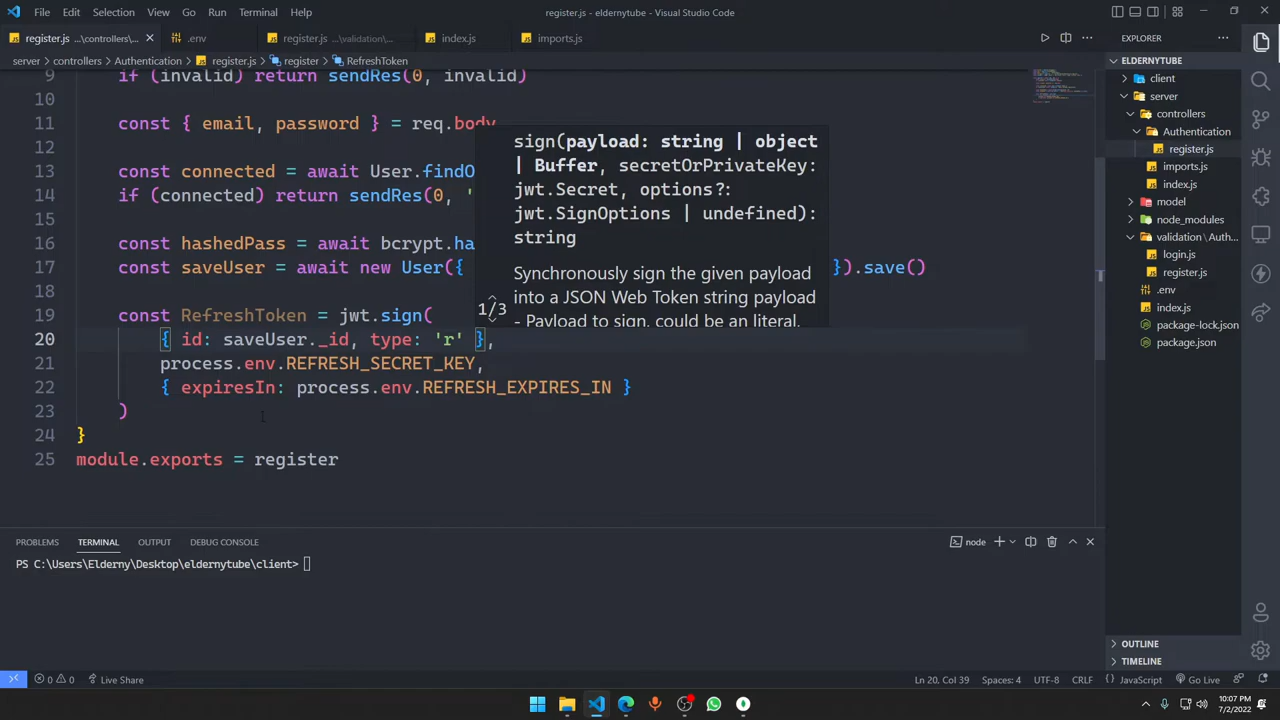 File Edit Selection View Go Run Terminal Help register.js - eldernytube - Visual Studio Code
register.js ...\controllers\ .env register.js ...\validation\ index.js imports.js EXPLORER
server controllers Authentication register.js register RefreshToken
ELDERNYTUBE
client
server
controllers
Authentication
register.js
imports.js
index.js
model
node_modules
validation\Auth...
login.js
register.js
.env
index.js
package-lock.json
package.json
OUTLINE
TIMELINE
9 if (invalid) return sendRes(0, invalid)
10
11 const { email, password } = req.body
12
13 const connected = await User.findO
14 if (connected) return sendRes(0, '
15
16 const hashedPass = await bcrypt.ha
17 const saveUser = await new User({ }).save()
18
19 const RefreshToken = jwt.sign(
20 { id: saveUser._id, type: 'r' },
21 process.env.REFRESH_SECRET_KEY,
22 { expiresIn: process.env.REFRESH_EXPIRES_IN }
23 )
24 }
25 module.exports = register
sign(payload: string | object
| Buffer, secretOrPrivateKey:
jwt.Secret, options?:
jwt.SignOptions | undefined):
string
Synchronously sign the given payload
into a JSON Web Token string payload
1/3
- Payload to sign, could be an literal,
PROBLEMS TERMINAL OUTPUT DEBUG CONSOLE node
PS C:\Users\Elderny\Desktop\eldernytube\client>
0 0 Live Share Ln 20, Col 39 Spaces: 4 UTF-8 CRLF {} JavaScript Go Live
10:07 PM
7/2/2022